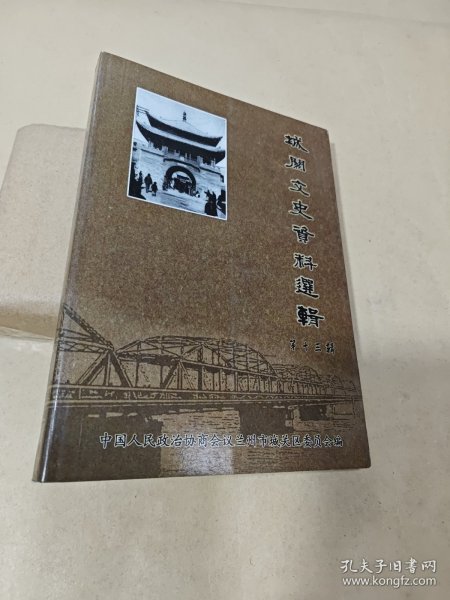 城關文史資料選輯
第十三辑
中国人民政治协商会议兰州市城关区委员会编
孔夫子旧书网
www.kongfz.com